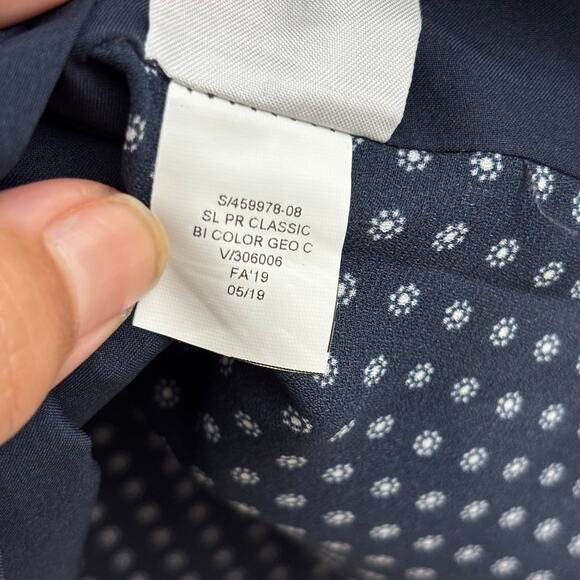 S/459978-08
SL PR CLASSIC
BI COLOR GEO C
V/306006
FA'19
05/19